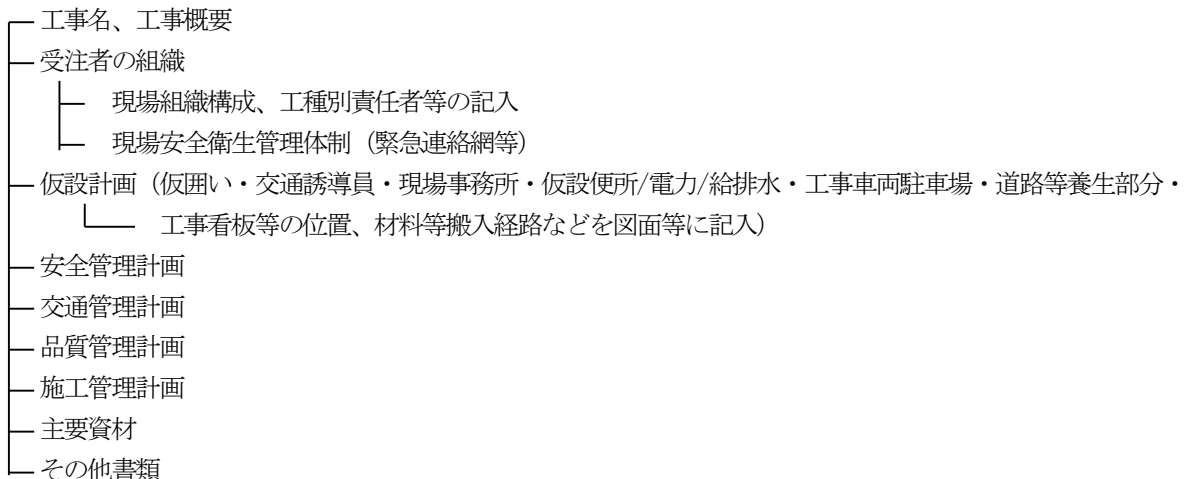 工事名、工事概要
受注者の組織
現場組織構成、工種別責任者等の記入
現場安全衛生管理体制（緊急連絡網等）
仮設計画（仮囲い・交通誘導員・現場事務所・仮設便所/電力/給排水・工事車両駐車場・道路等養生部分・
工事看板等の位置、材料等搬入経路などを図面等に記入）
安全管理計画
交通管理計画
品質管理計画
施工管理計画
主要資材
その他書類